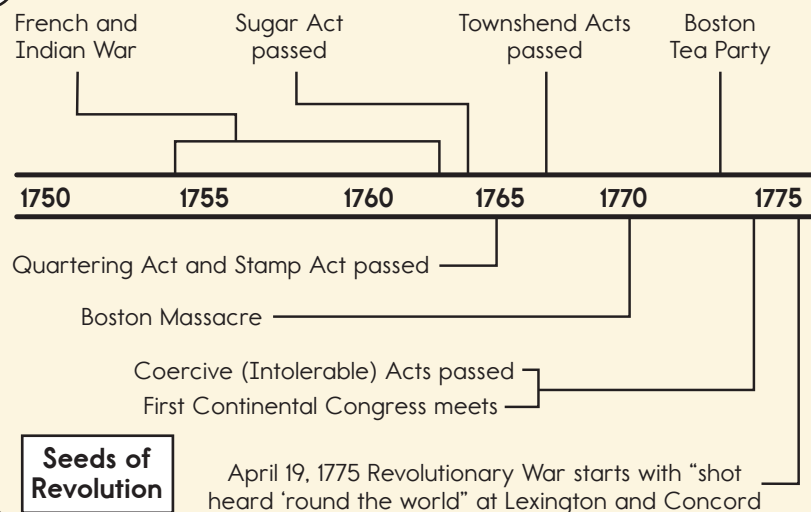 French and
Indian War
Sugar Act
passed
Townshend Acts
passed
Boston
Tea Party
1750 1755 1760 1765 1770 1775
Quartering Act and Stamp Act passed
Boston Massacre
Coercive (Intolerable) Acts passed
First Continental Congress meets
Seeds of
Revolution
April 19, 1775 Revolutionary War starts with “shot
heard ‘round the world” at Lexington and Concord